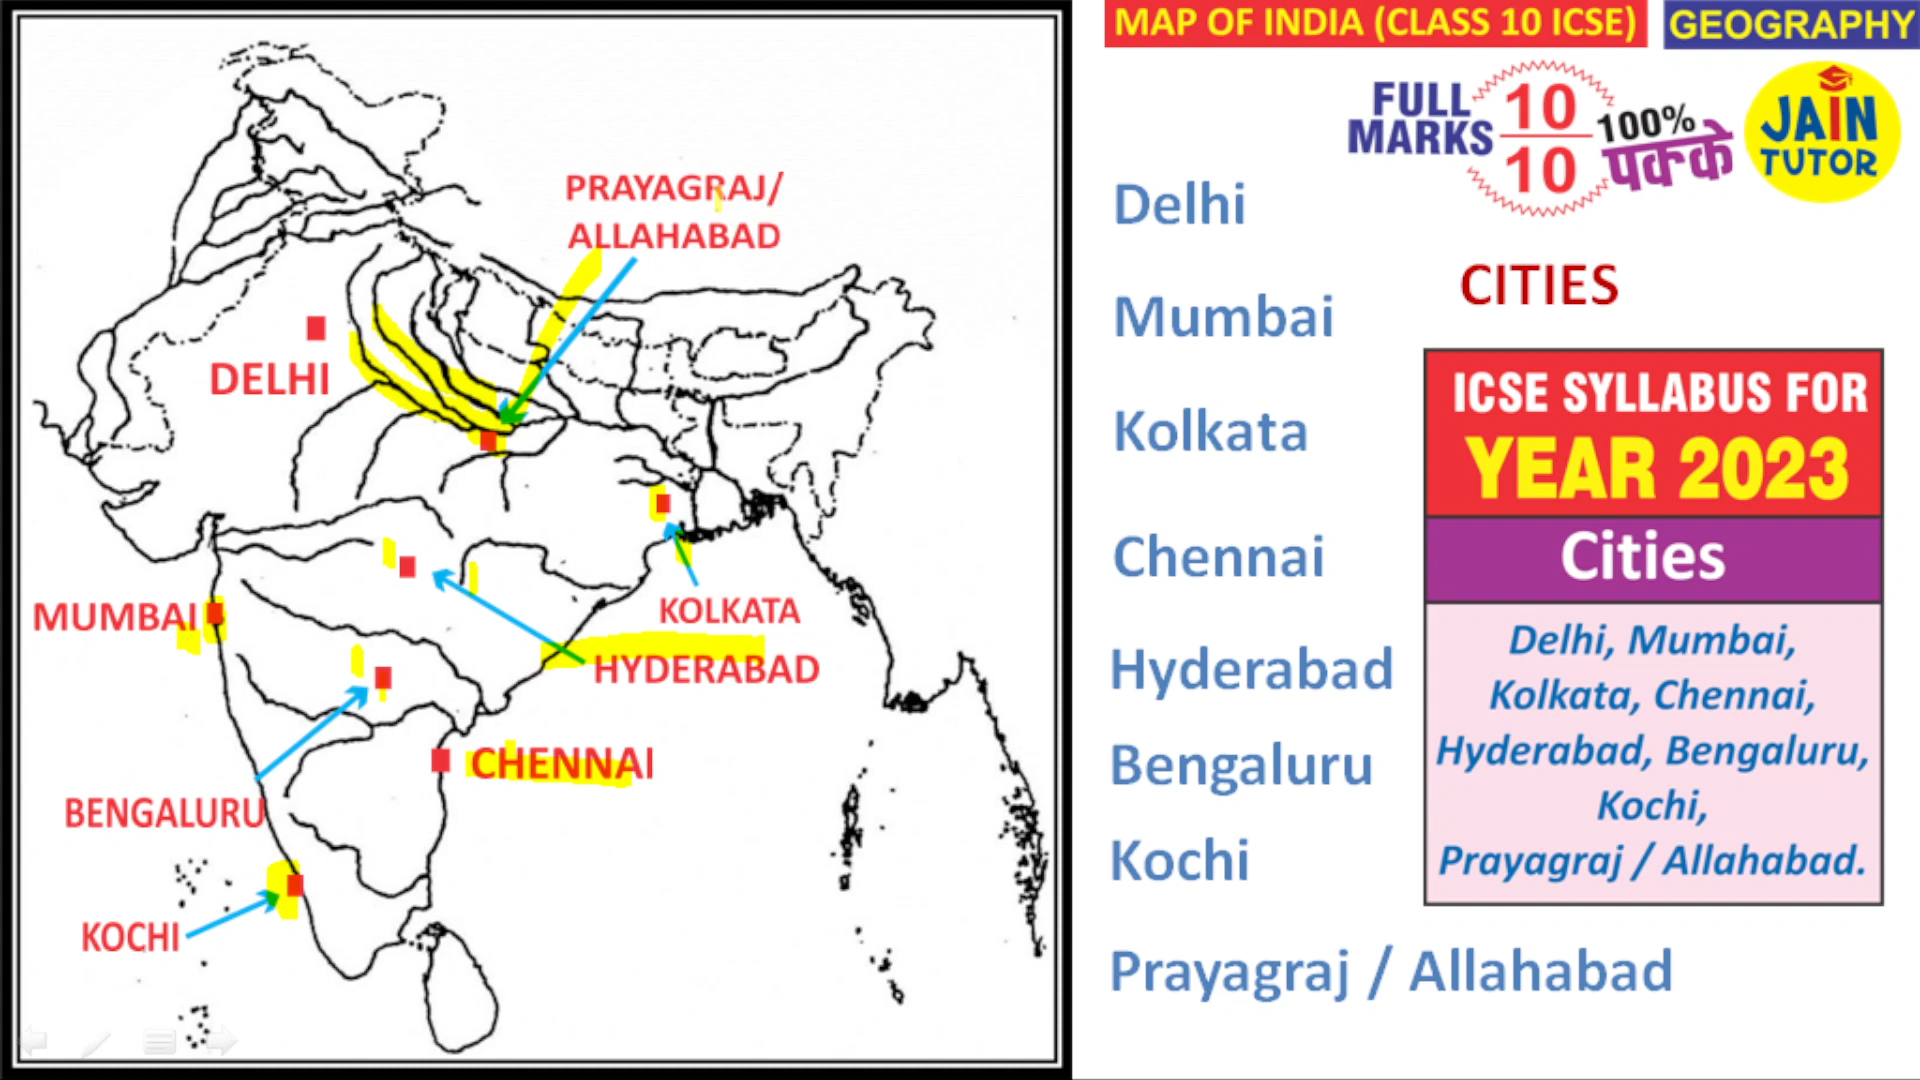 MAP OF INDIA (CLASS 10 ICSE)
GEOGRAPHY
FULL
MARKS
10
10
100%
पक्के
JAIN
TUTOR
PRAYAGRAJ/
ALLAHABAD
DELHI
MUMBAI
KOLKATA
HYDERABAD
CHENNAI
BENGALURU
KOCHI
Delhi
CITIES
Mumbai
Kolkata
Chennai
Hyderabad
Bengaluru
Kochi
Prayagraj / Allahabad
ICSE SYLLABUS FOR
YEAR 2023
Cities
Delhi, Mumbai,
Kolkata, Chennai,
Hyderabad, Bengaluru,
Kochi,
Prayagraj / Allahabad.